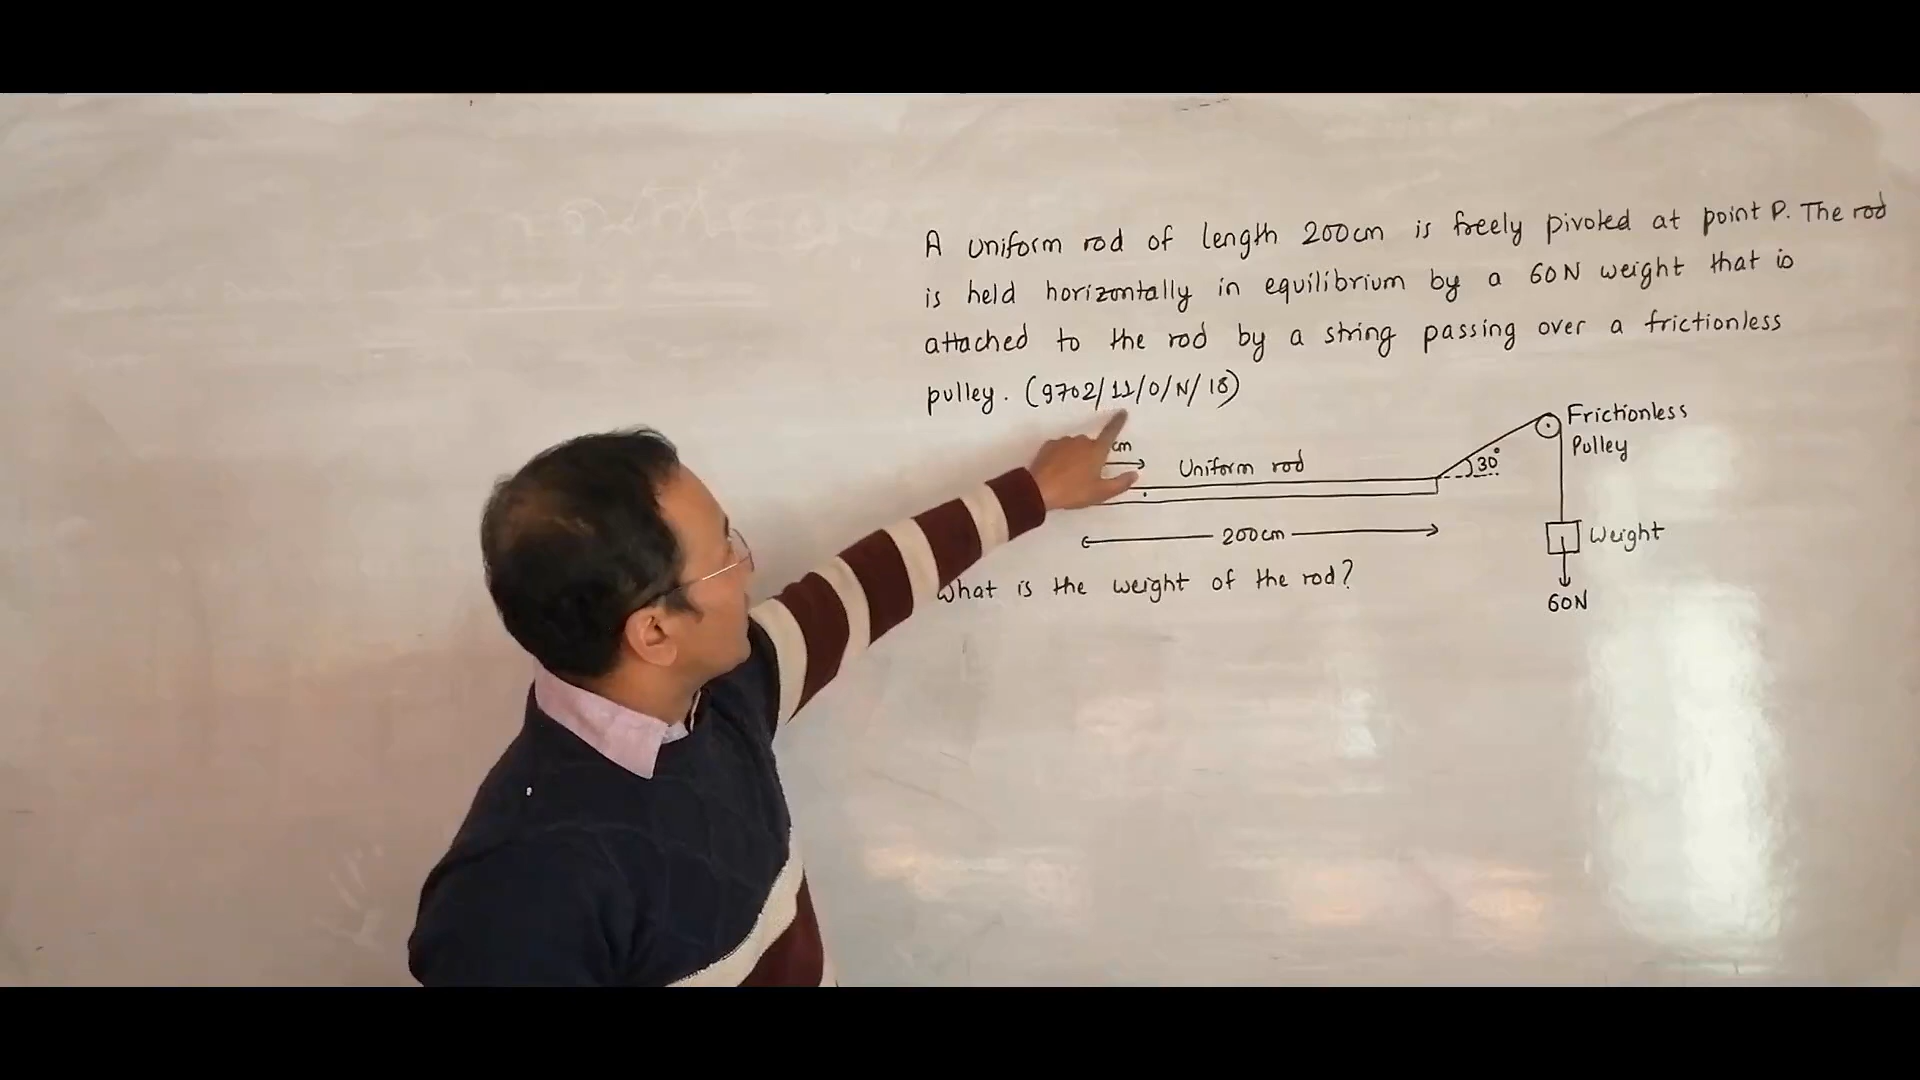 A uniform rod of length 200cm is freely pivoted at point P. The rod
is held horizontally in equilibrium by a 60N weight that is
attached to the rod by a string passing over a frictionless
pulley. (9702/11/O/N/18)
Frictionless
Pulley
cm
Uniform rod
30°
200cm
Weight
What is the weight of the rod?
60N